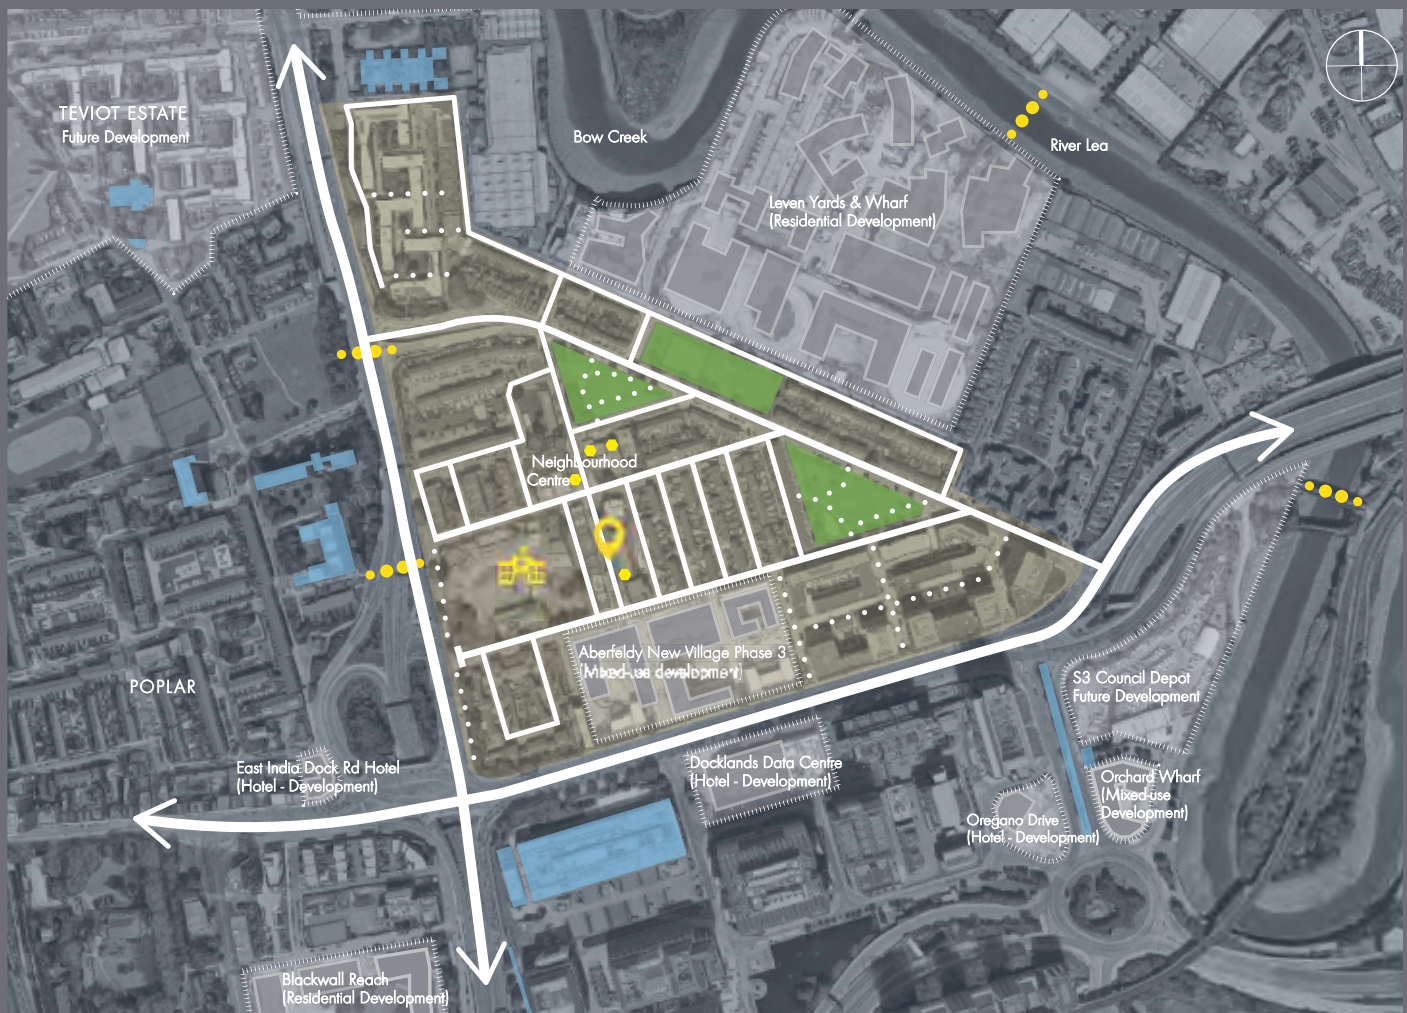 TEVIOT ESTATE
Future Development
Bow Creek
River Lea
Leven Yards & Wharf
(Residential Development)
Neighbourhood
Centre
Aberfeldy New Village Phase 3
(Mixed-use development)
POPLAR
S3 Council Depot
Future Development
East India Dock Rd Hotel
(Hotel - Development)
Docklands Data Centre
(Hotel - Development)
Orchard Wharf
(Mixed-use
Development)
Oregano Drive
(Hotel - Development)
Blackwall Reach
(Residential Development)